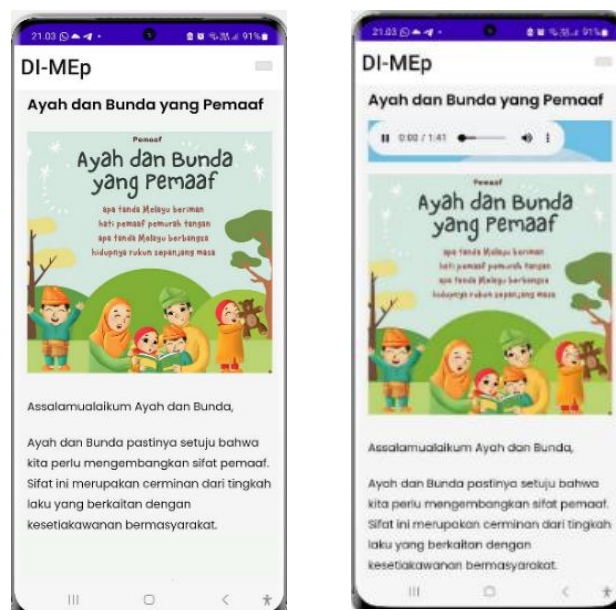 21.03
91%
DI-MEp
Ayah dan Bunda yang Pemaaf
Pemaaf
Ayah dan Bunda
yang Pemaaf
apa tanda Melayu beriman
hati pemaaf pemurah tangan
apa tanda Melayu berbangsa
hidupnya rukun sepanjang masa
Assalamualaikum Ayah dan Bunda,
Ayah dan Bunda pastinya setuju bahwa
kita perlu mengembangkan sifat pemaaf.
Sifat ini merupakan cerminan dari tingkah
laku yang berkaitan dengan
kesetiakawanan bermasyarakat.
21.03
91%
DI-MEp
Ayah dan Bunda yang Pemaaf
0:00 / 1:41
Pemaaf
Ayah dan Bunda
yang Pemaaf
apa tanda Melayu beriman
hati pemaaf pemurah tangan
apa tanda Melayu berbangsa
hidupnya rukun sepanjang masa
Assalamualaikum Ayah dan Bunda,
Ayah dan Bunda pastinya setuju bahwa
kita perlu mengembangkan sifat pemaaf.
Sifat ini merupakan cerminan dari tingkah
laku yang berkaitan dengan
kesetiakawanan bermasyarakat.